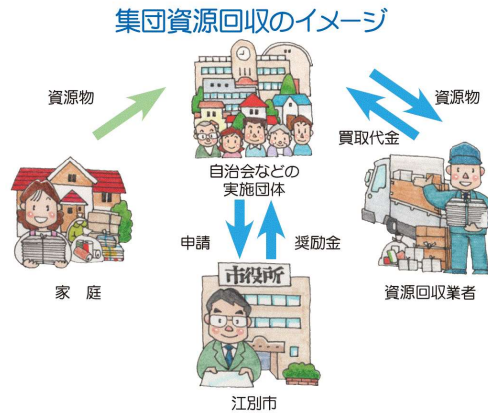 集団資源回収のイメージ
資源物
資源物
買取代金
自治会などの
実施団体
申請
奨励金
家　庭
市役所
資源回収業者
江別市